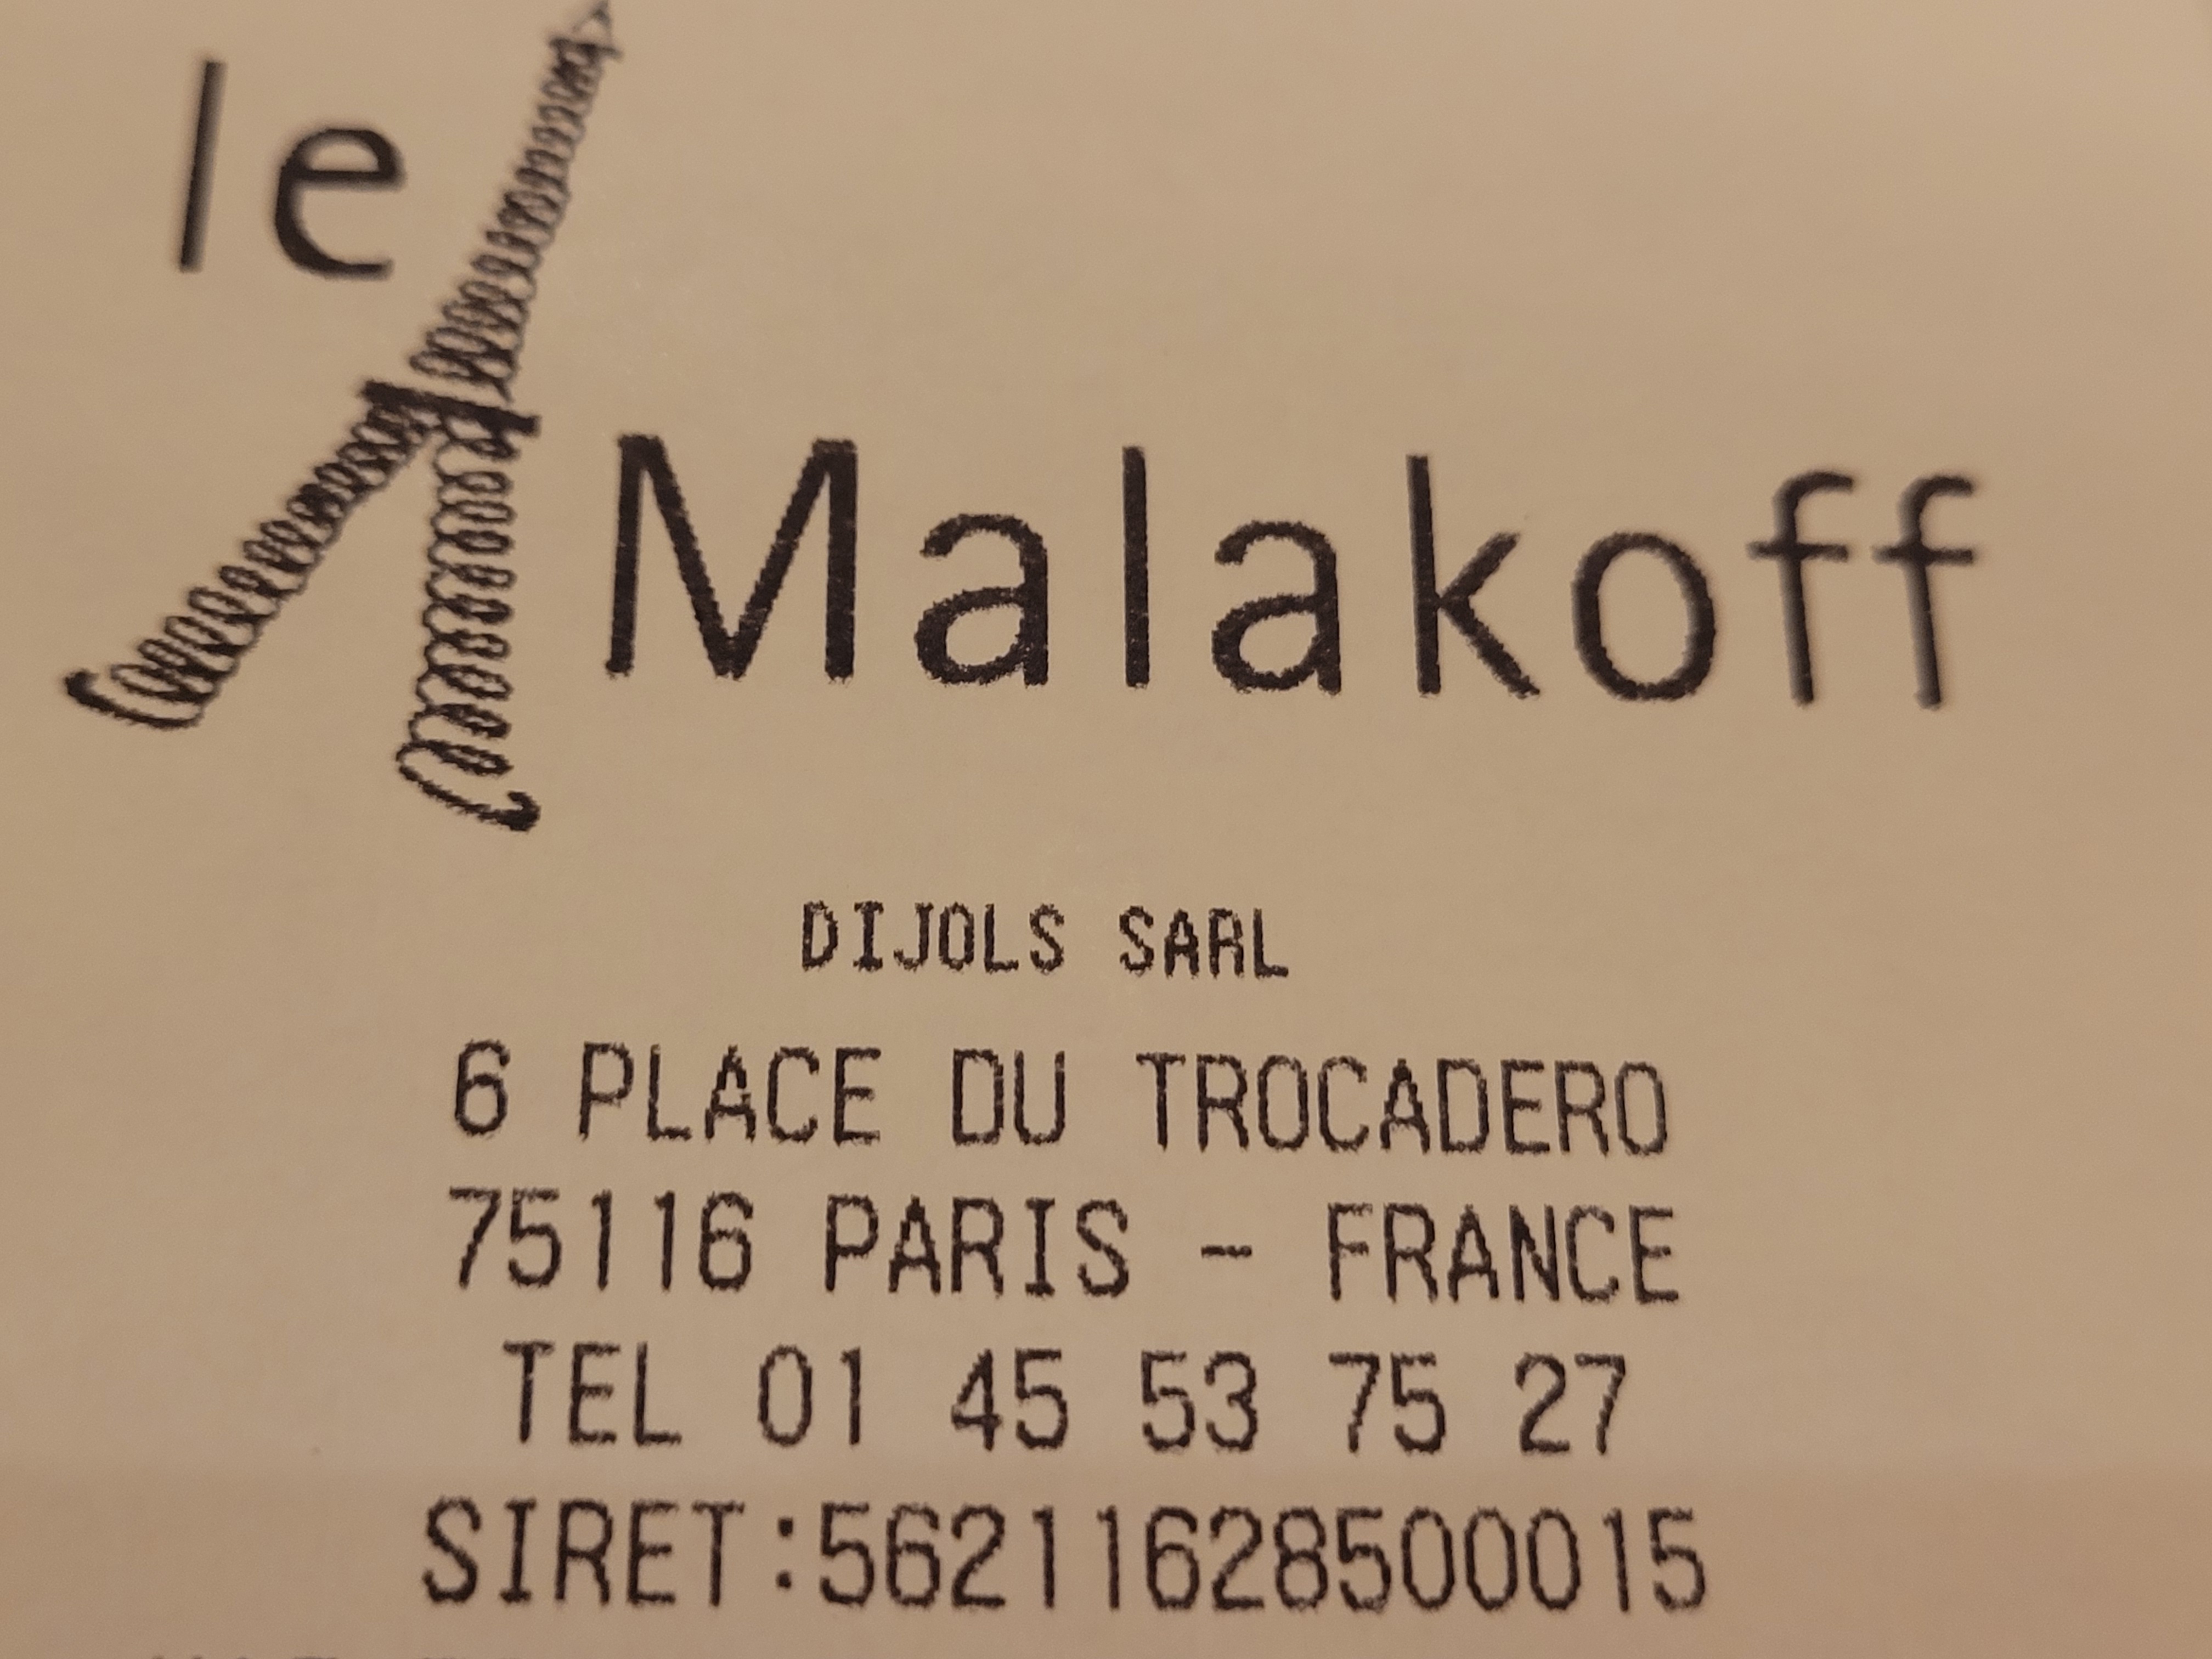 le
Malakoff
DIJOLS SARL
6 PLACE DU TROCADERO
75116 PARIS - FRANCE
TEL 01 45 53 75 27
SIRET:56211628500015